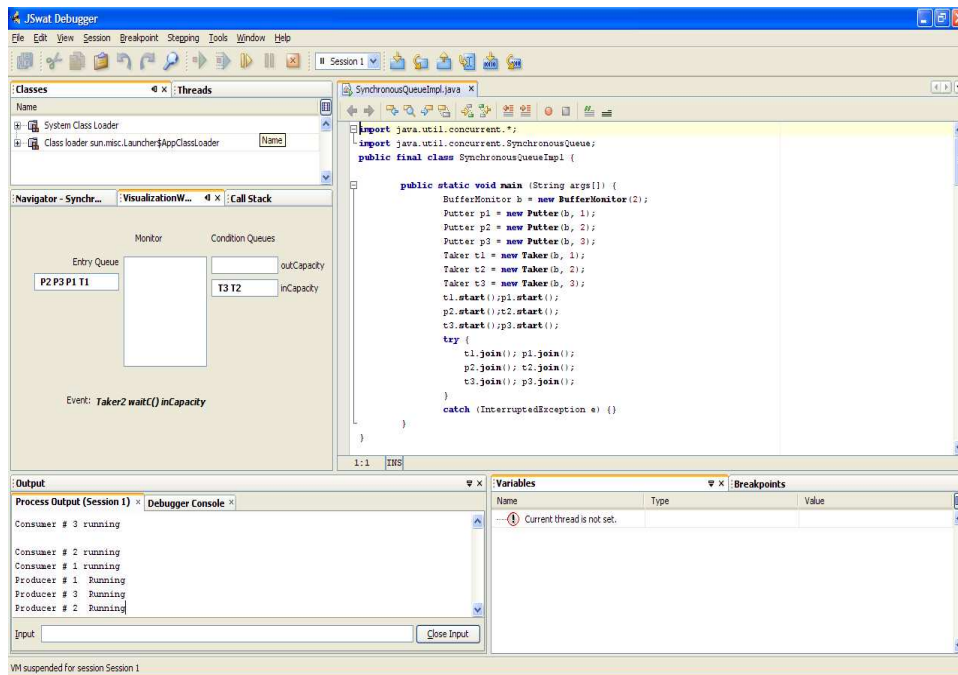 JSwat Debugger
File Edit View Session Breakpoint Stepping Tools Window Help
Session 1
Classes
Threads
Name
System Class Loader
Class loader sun.misc.Launcher$AppClassLoader
Name
Navigator - Synchr...
VisualizationW...
Call Stack
Monitor
Condition Queues
Entry Queue
outCapacity
P2 P3 P1 T1
T3 T2
inCapacity
Event: Taker2 waitC() inCapacity
SynchronousQueueImpl.java
import java.util.concurrent.*;
import java.util.concurrent.SynchronousQueue;
public final class SynchronousQueueImpl {
public static void main (String args[]) {
BufferMonitor b = new BufferMonitor(2);
Putter p1 = new Putter(b, 1);
Putter p2 = new Putter(b, 2);
Putter p3 = new Putter(b, 3);
Taker t1 = new Taker(b, 1);
Taker t2 = new Taker(b, 2);
Taker t3 = new Taker(b, 3);
t1.start();p1.start();
p2.start();t2.start();
t3.start();p3.start();
try {
t1.join(); p1.join();
p2.join(); t2.join();
t3.join(); p3.join();
}
catch (InterruptedException e) {}
}
}
1:1 INS
Output
Process Output (Session 1)
Debugger Console
Consumer # 3 running
Consumer # 2 running
Consumer # 1 running
Producer # 1 Running
Producer # 3 Running
Producer # 2 Running
Input
Close Input
Variables
Breakpoints
Name Type Value
Current thread is not set.
VM suspended for session Session 1